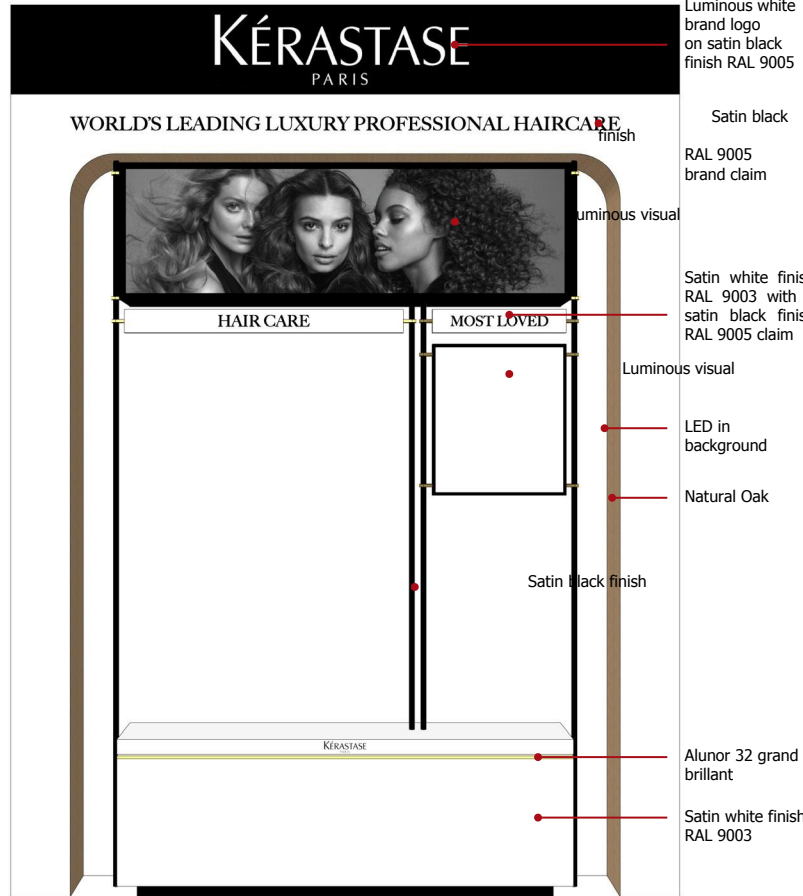 KÉRASTASE
PARIS
Luminous white
brand logo
on satin black
finish RAL 9005
WORLD'S LEADING LUXURY PROFESSIONAL HAIRCARE
Satin black
finish
RAL 9005
brand claim
uminous visual
Satin white finis
RAL 9003 with
satin black finis
RAL 9005 claim
HAIR CARE
MOST LOVED
Luminous visual
LED in
background
Natural Oak
Satin black finish
KÉRASTASE
PARIS
Alunor 32 grand
brillant
Satin white finish
RAL 9003